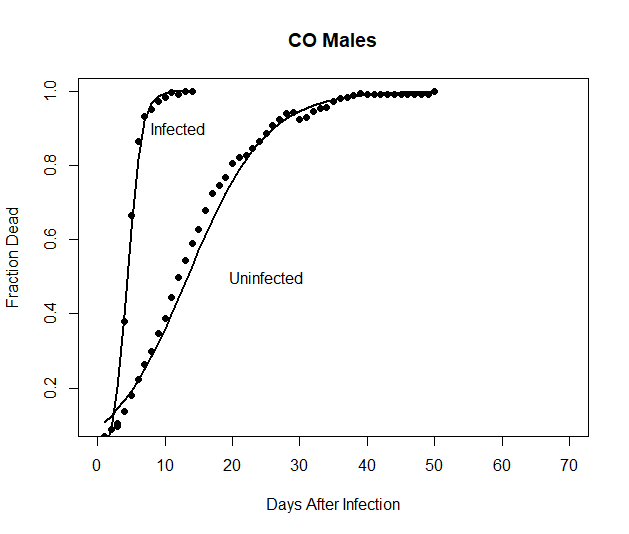 CO Males
1.0
0.8
0.6
0.4
0.2
Fraction Dead
Infected
Uninfected
0 10 20 30 40 50 60 70
Days After Infection